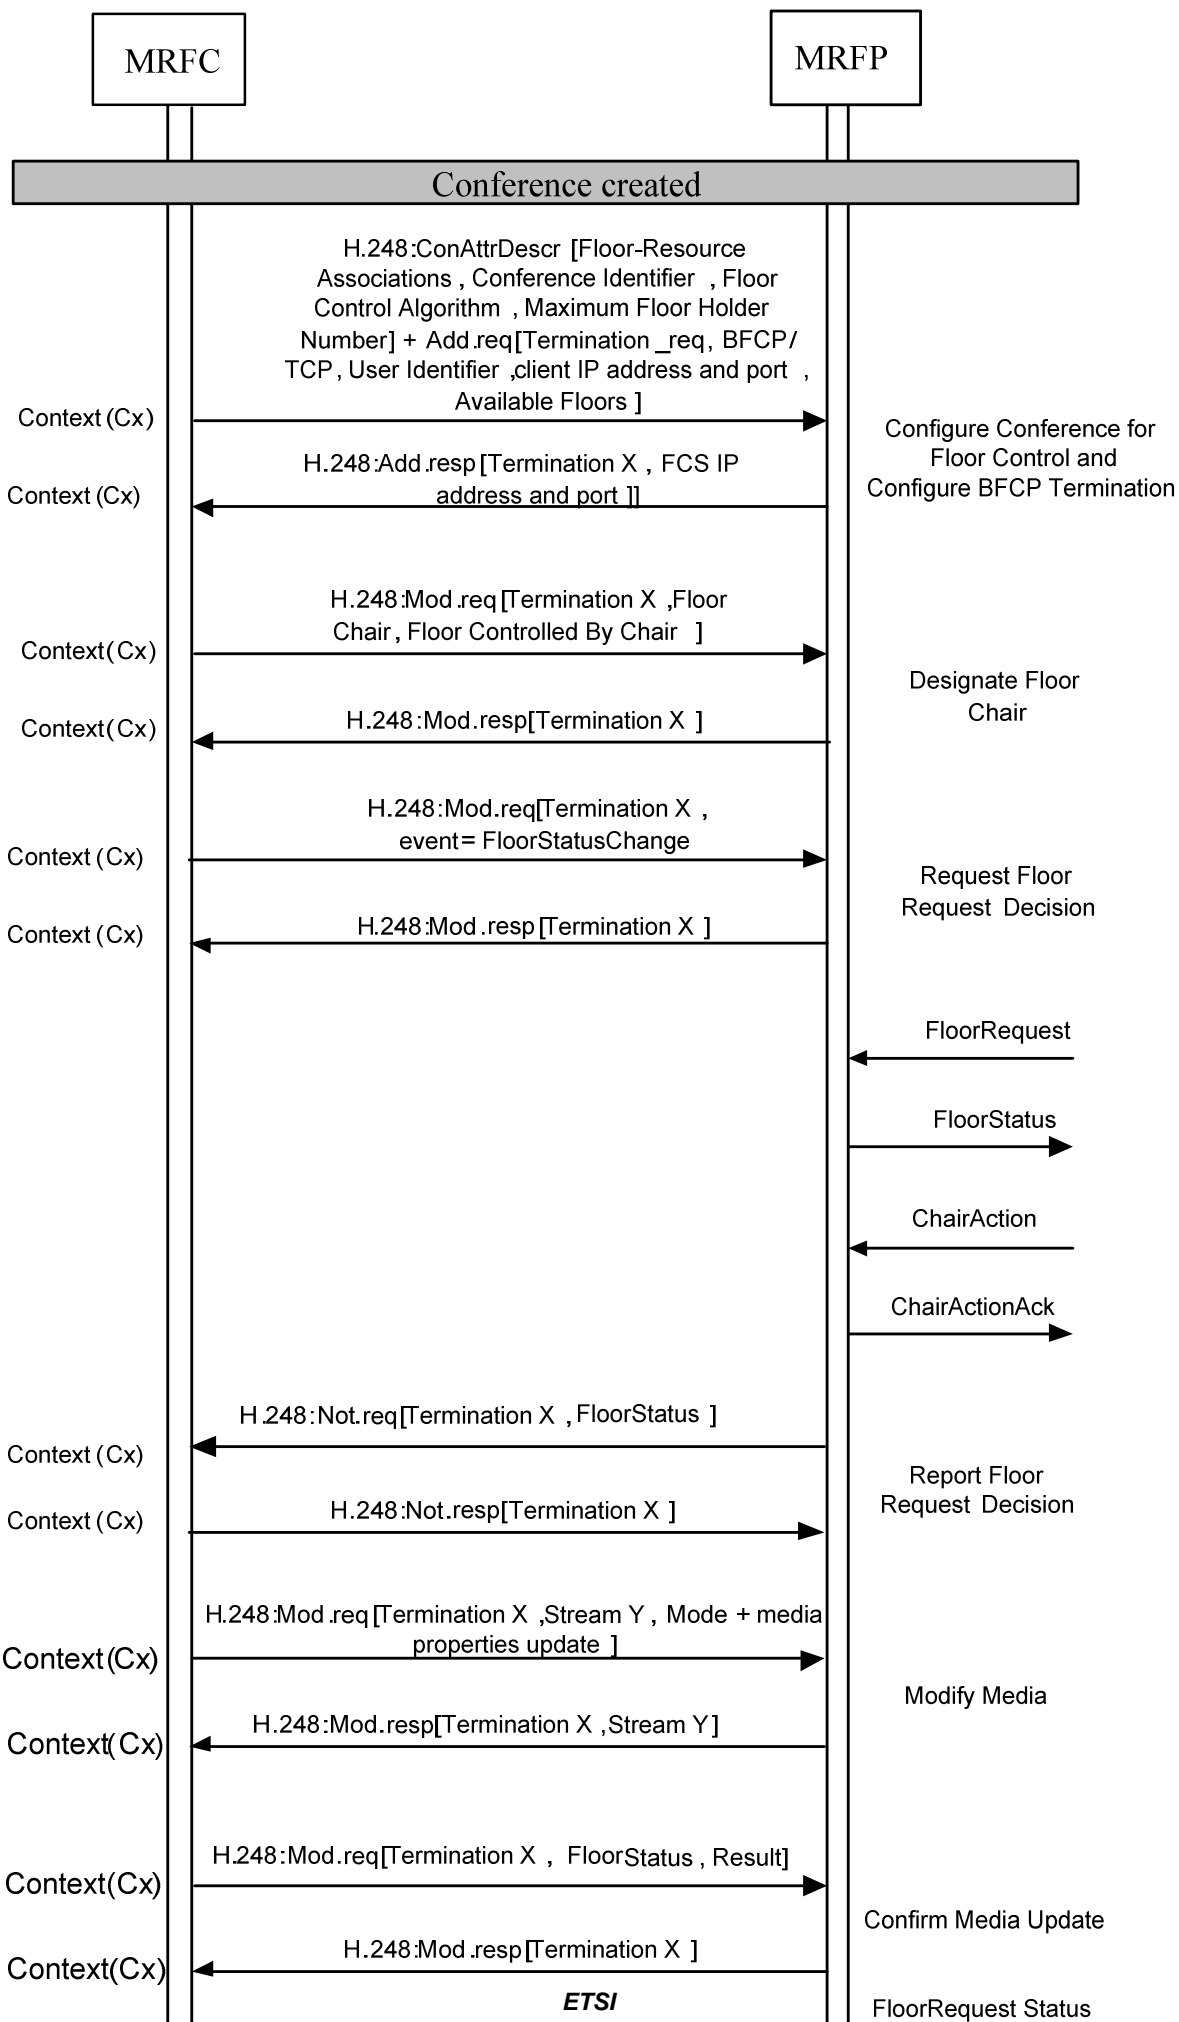 MRFC
MRFP
Conference created
H.248:ConAttrDescr [Floor-Resource
Associations , Conference Identifier , Floor
Control Algorithm , Maximum Floor Holder
Number] + Add.req[Termination _req, BFCP/
TCP, User Identifier ,client IP address and port ,
Available Floors ]
Context (Cx)
Configure Conference for
Floor Control and
Configure BFCP Termination
H.248:Add.resp[Termination X , FCS IP
address and port ]]
Context (Cx)
H.248:Mod.req [Termination X ,Floor
Chair, Floor Controlled By Chair ]
Context(Cx)
Designate Floor
Chair
H.248:Mod.resp[Termination X ]
Context(Cx)
H.248:Mod.req[Termination X ,
event= FloorStatusChange
Context (Cx)
Request Floor
Request Decision
H.248:Mod.resp [Termination X ]
Context (Cx)
FloorRequest
FloorStatus
ChairAction
ChairActionAck
H.248:Not.req[Termination X , FloorStatus ]
Context (Cx)
Report Floor
Request Decision
H.248:Not.resp[Termination X ]
Context (Cx)
H.248:Mod.req [Termination X ,Stream Y , Mode + media
properties update ]
Context(Cx)
Modify Media
H.248:Mod.resp[Termination X ,Stream Y]
Context(Cx)
H.248:Mod.req[Termination X , FloorStatus , Result]
Context(Cx)
Confirm Media Update
H.248:Mod.resp[Termination X ]
Context(Cx)
ETSI
FloorRequest Status